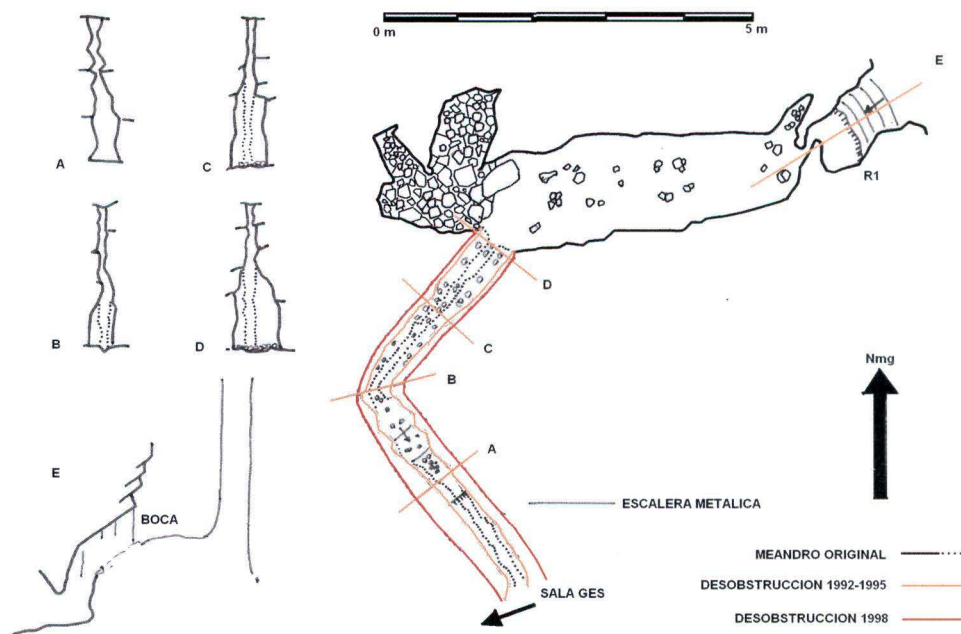 0 m
5 m
A
C
E
R1
B
D
D
C
B
A
Nmg
E
BOCA
ESCALERA METALICA
MEANDRO ORIGINAL
DESOBSTRUCCION 1992-1995
SALA GES
DESOBSTRUCCION 1998